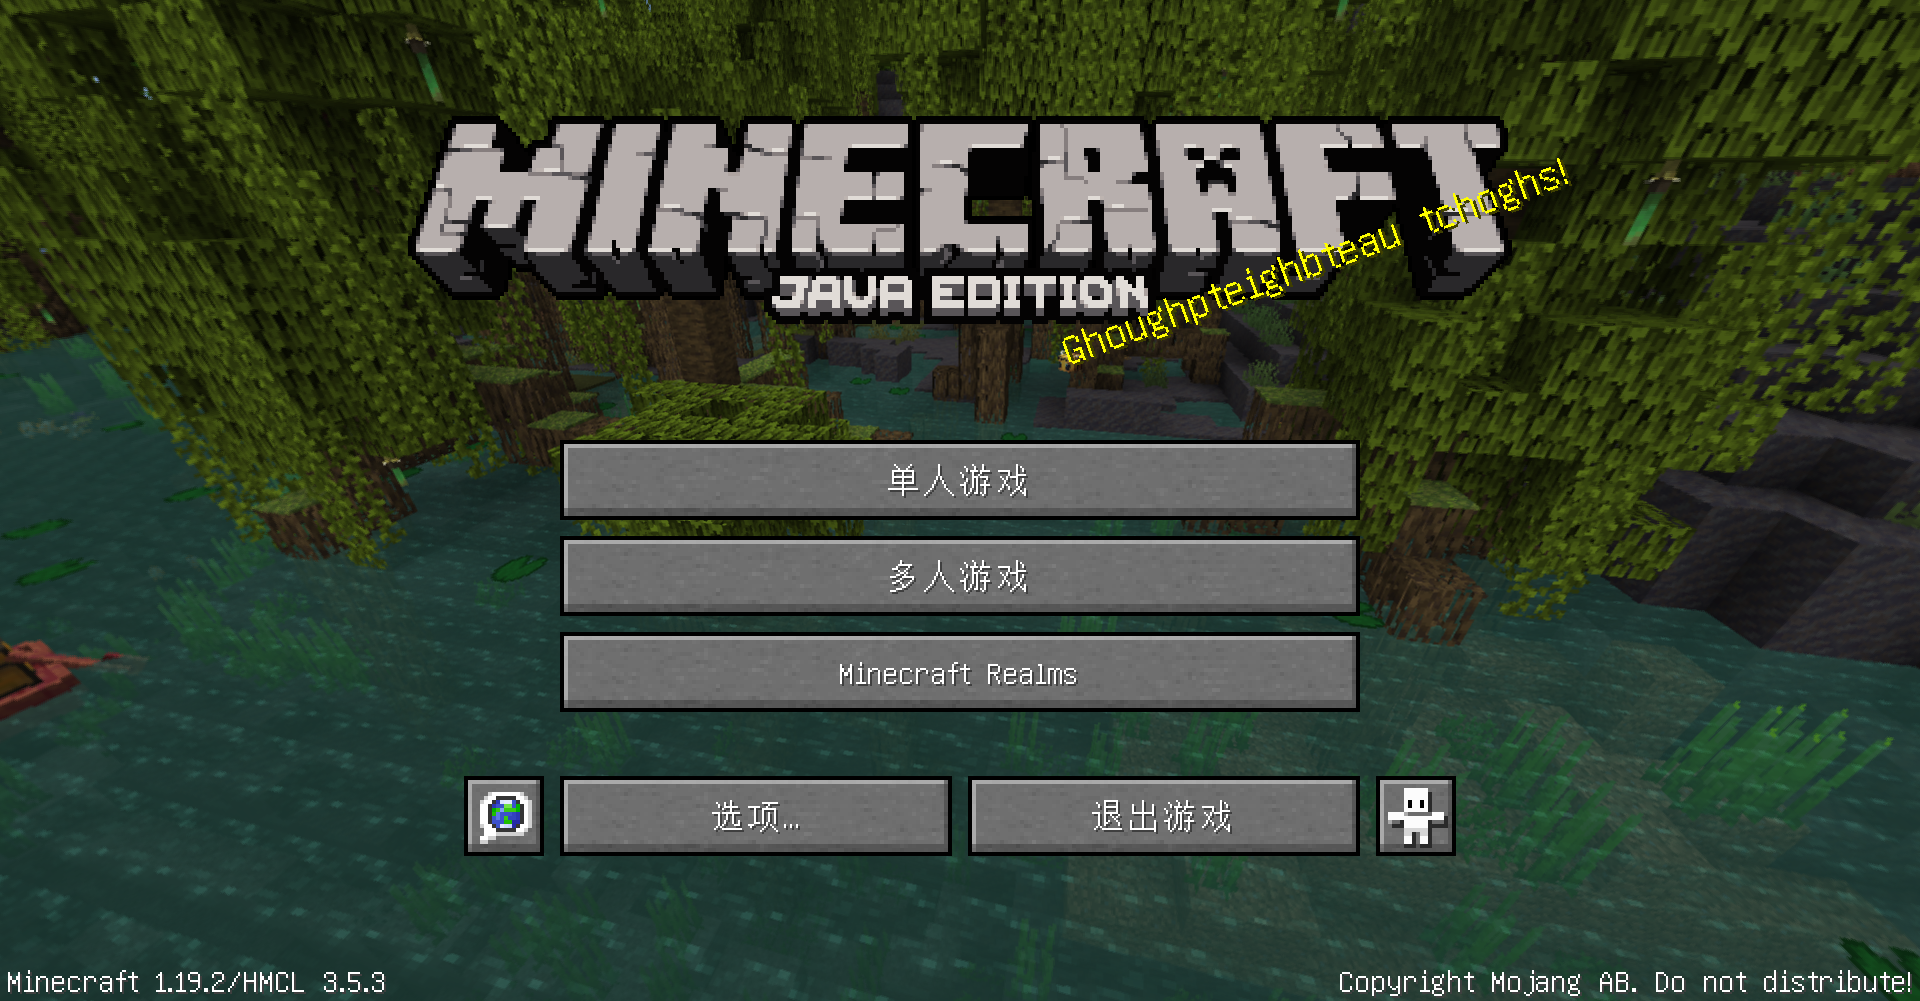 MINECRAFT
JAVA EDITION
Ghoughpteighbteau tchoghs!
单人游戏
多人游戏
Minecraft Realms
选项...
退出游戏
Minecraft 1.19.2/HMCL 3.5.3
Copyright Mojang AB. Do not distribute!